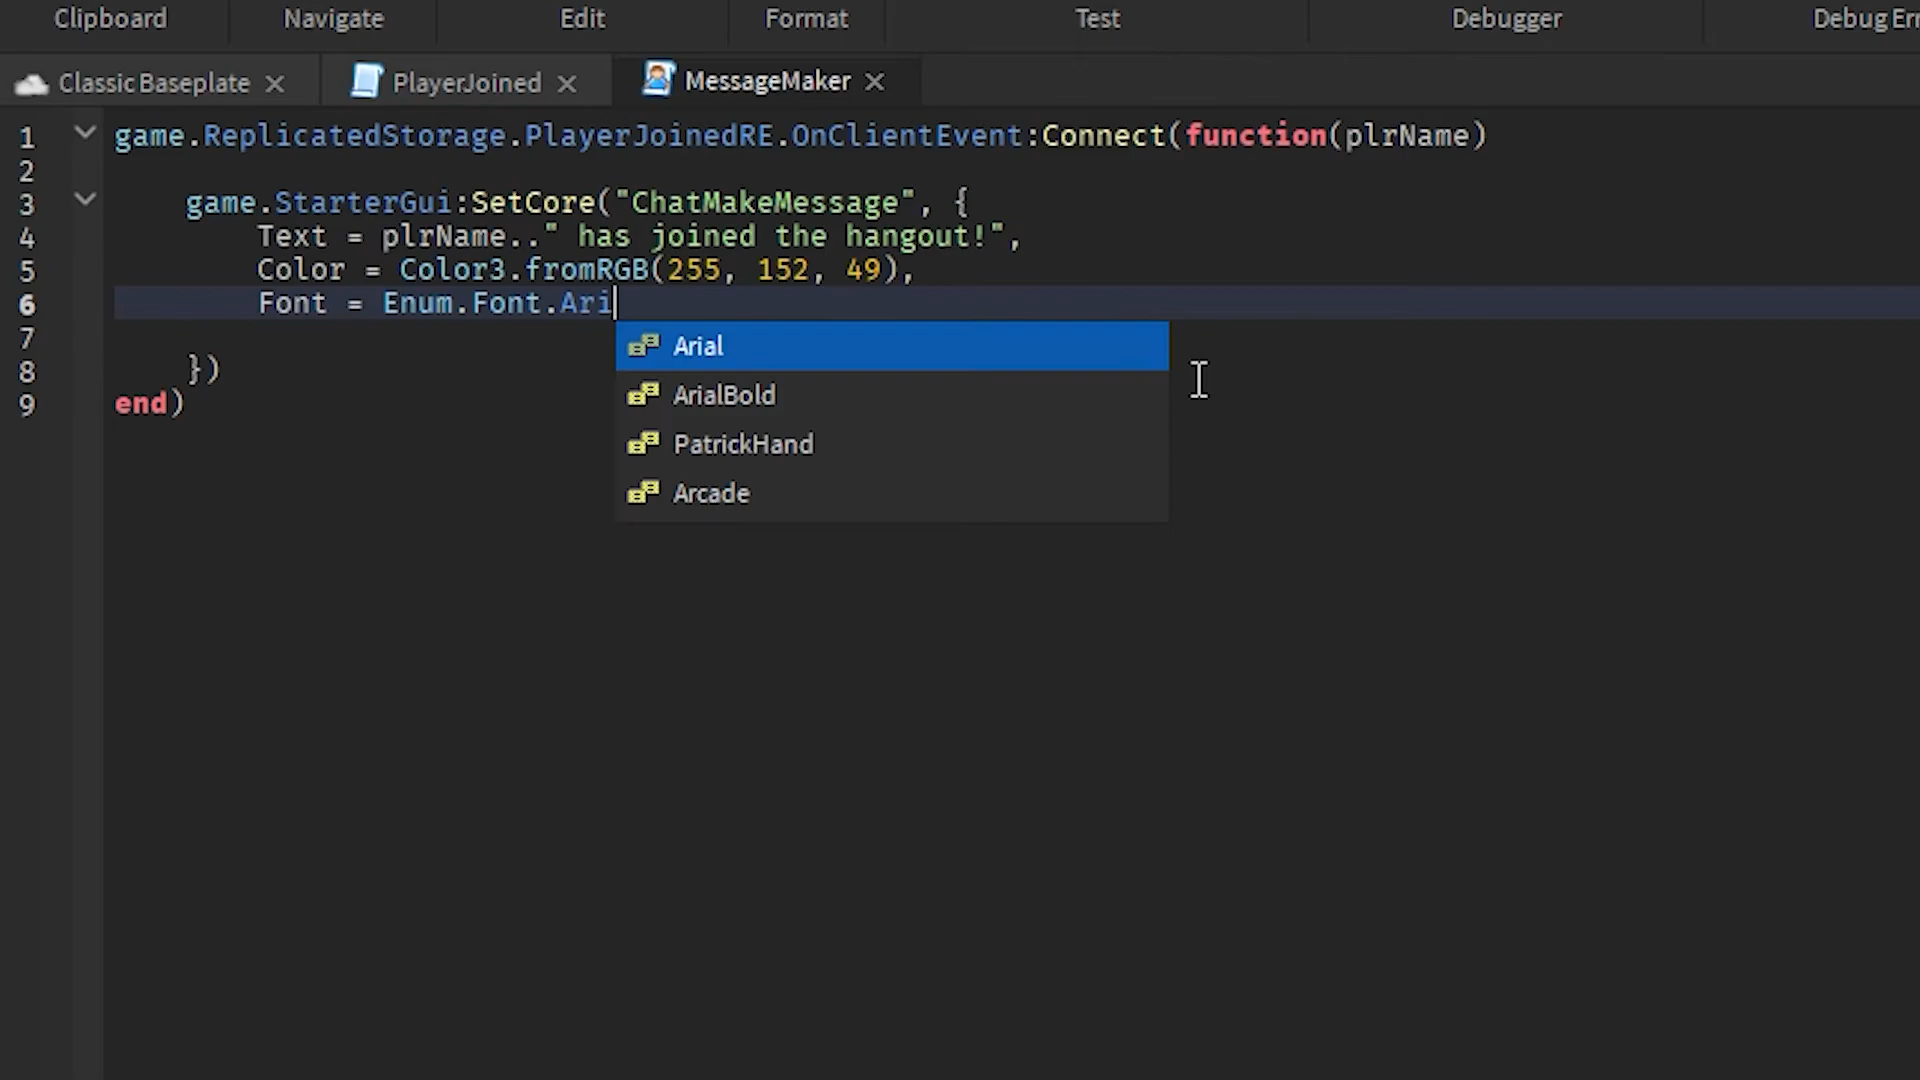 Clipboard Navigate Edit Format Test Debugger Debug Err
Classic Baseplate PlayerJoined MessageMaker
1 game.ReplicatedStorage.PlayerJoinedRE.OnClientEvent:Connect(function(plrName)
2
3 game.StarterGui:SetCore("ChatMakeMessage", {
4 Text = plrName.." has joined the hangout!",
5 Color = Color3.fromRGB(255, 152, 49),
6 Font = Enum.Font.Ari
7
8 })
9 end)
Arial
ArialBold
PatrickHand
Arcade